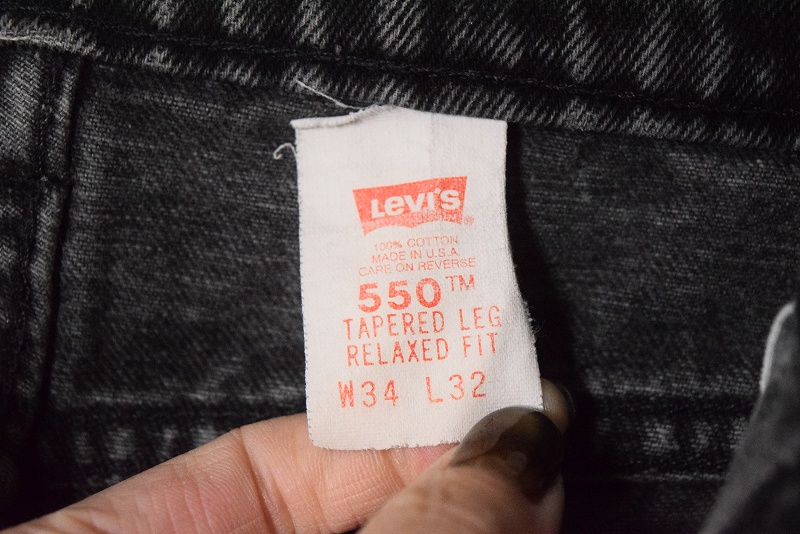 Levi's®
100% COTTON
MADE IN U.S.A.
CARE ON REVERSE
550™
TAPERED LEG
RELAXED FIT
W34 L32